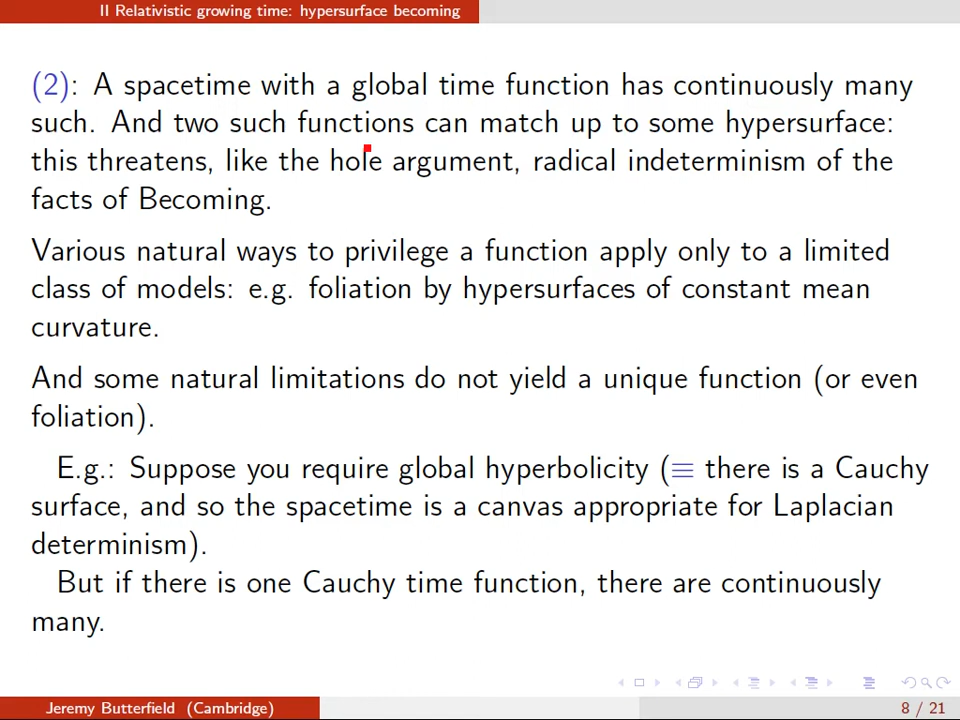 II Relativistic growing time: hypersurface becoming
(2): A spacetime with a global time function has continuously many
such. And two such functions can match up to some hypersurface:
this threatens, like the hole argument, radical indeterminism of the
facts of Becoming.
Various natural ways to privilege a function apply only to a limited
class of models: e.g. foliation by hypersurfaces of constant mean
curvature.
And some natural limitations do not yield a unique function (or even
foliation).
E.g.: Suppose you require global hyperbolicity (≡ there is a Cauchy
surface, and so the spacetime is a canvas appropriate for Laplacian
determinism).
But if there is one Cauchy time function, there are continuously
many.
Jeremy Butterfield (Cambridge)
8 / 21